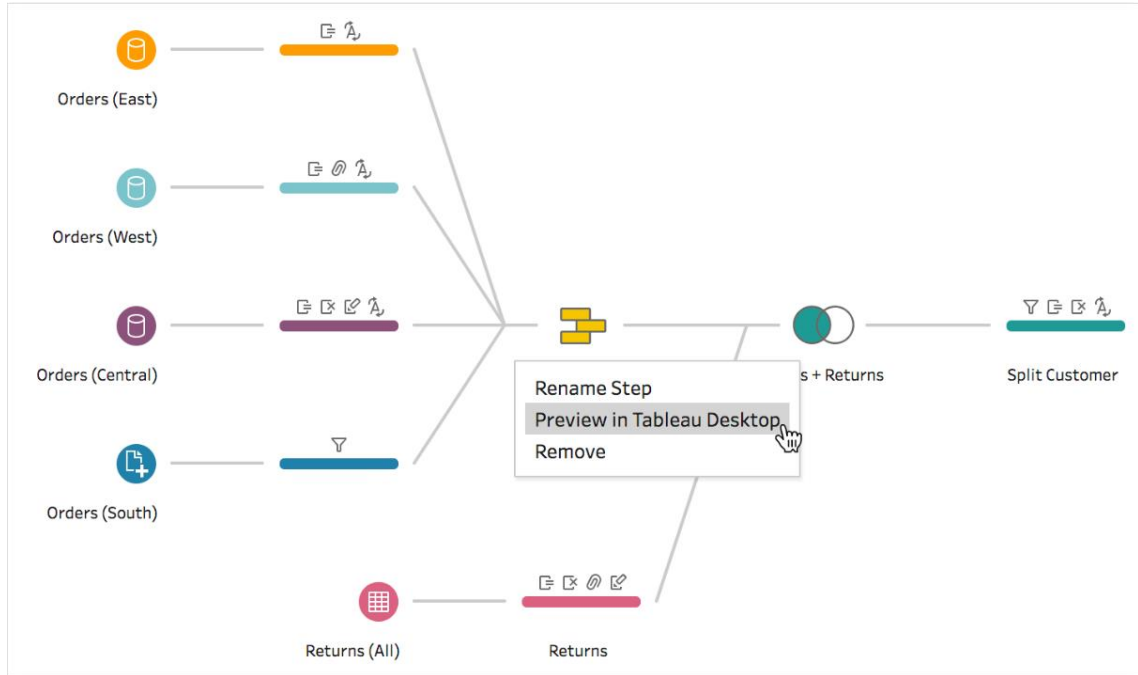 Orders (East)
Orders (West)
Orders (Central)
Rename Step
Preview in Tableau Desktop
Remove
s + Returns
Split Customer
Orders (South)
Returns (All)
Returns